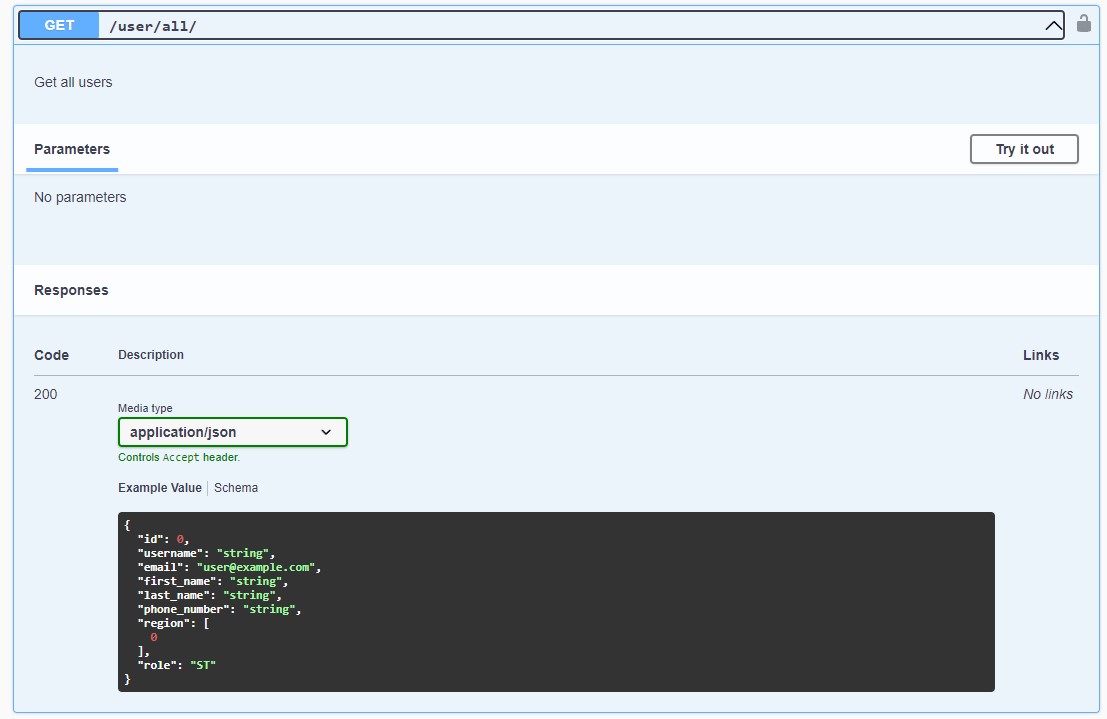 GET /user/all/
Get all users
Parameters Try it out
No parameters
Responses
Code Description Links
200 No links
Media type
application/json
Controls Accept header.
Example Value Schema
{
  "id": 0,
  "username": "string",
  "email": "user@example.com",
  "first_name": "string",
  "last_name": "string",
  "phone_number": "string",
  "region": [
    0
  ],
  "role": "ST"
}